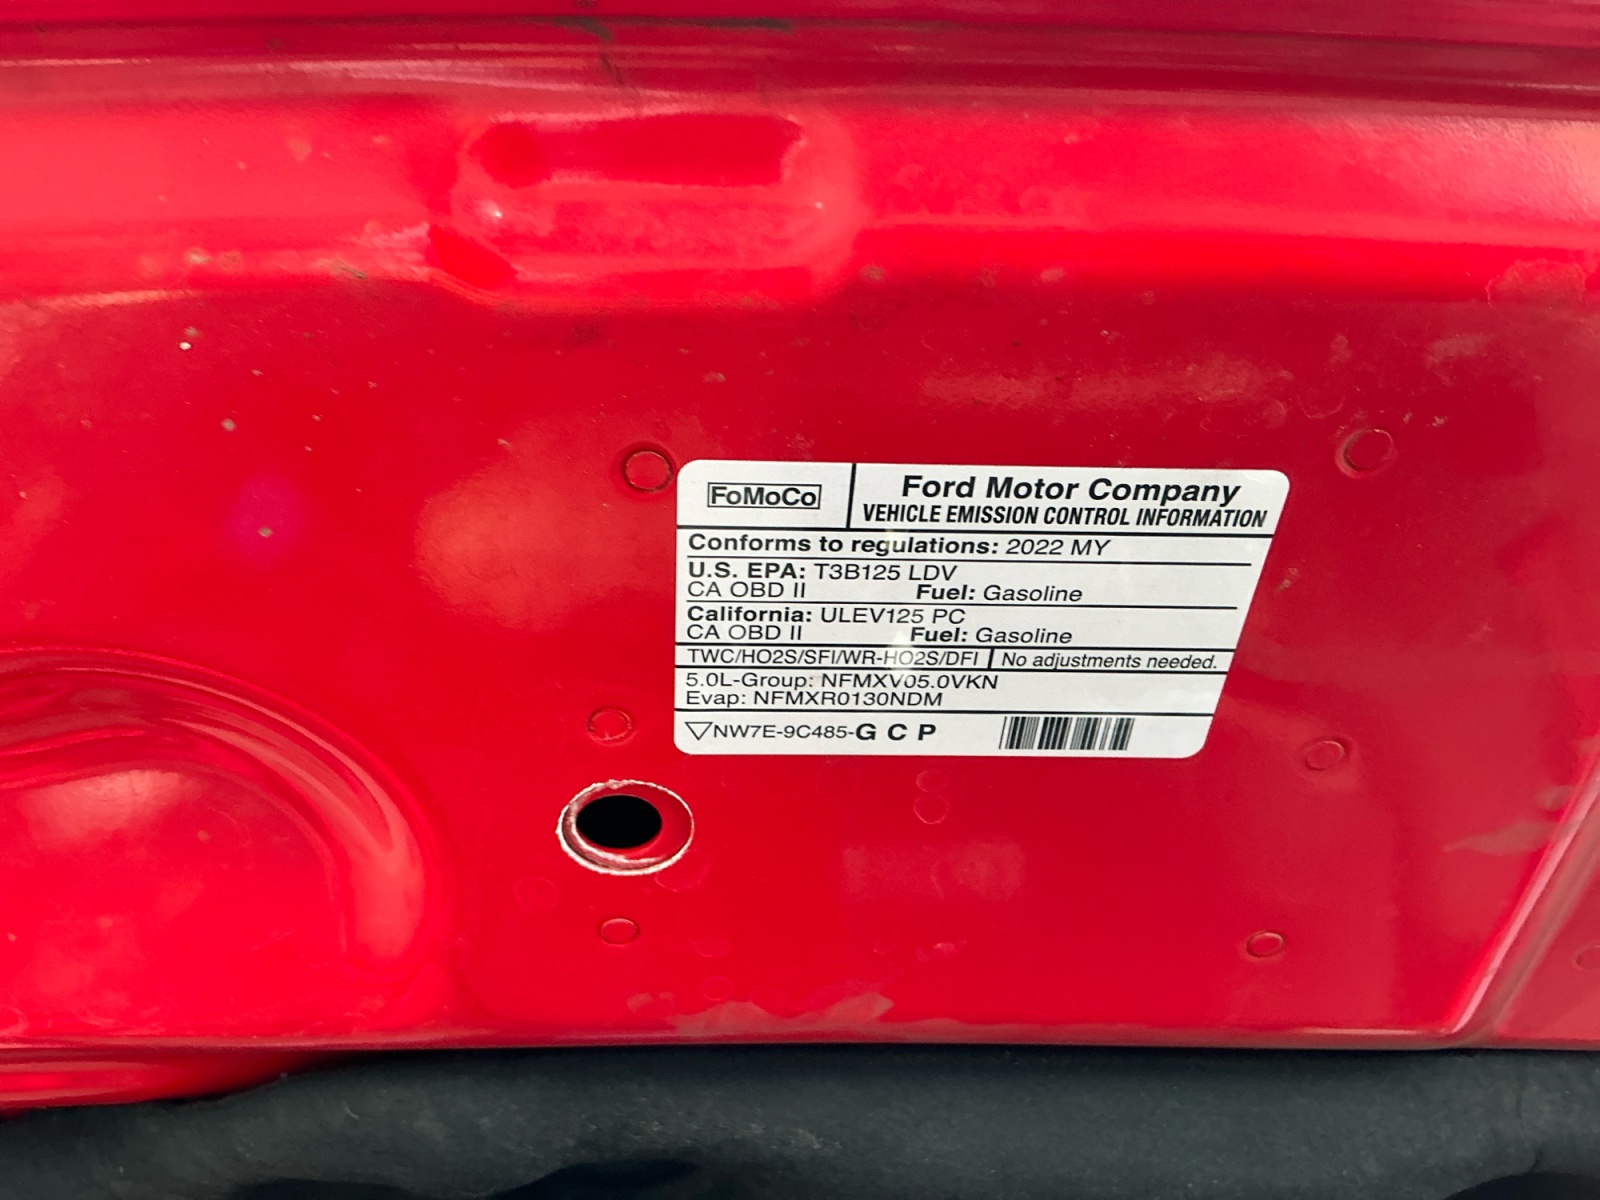 FoMoCo
Ford Motor Company
VEHICLE EMISSION CONTROL INFORMATION
Conforms to regulations: 2022 MY
U.S. EPA: T3B125 LDV
CA OBD II Fuel: Gasoline
California: ULEV125 PC
CA OBD II Fuel: Gasoline
TWC/HO2S/SFI/WR-HO2S/DFI No adjustments needed.
5.0L-Group: NFMXV05.0VKN
Evap: NFMXR0130NDM
NW7E-9C485-G C P